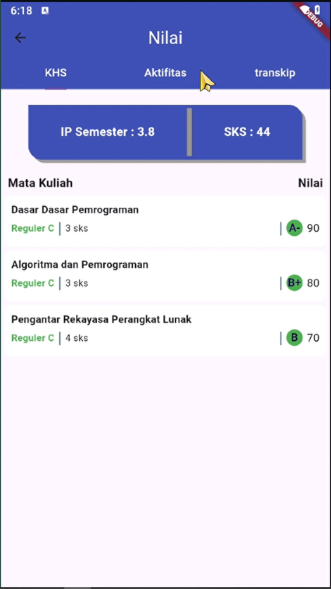 6:18
DEBUG
Nilai
KHS Aktifitas transkip
IP Semester : 3.8 SKS : 44
Mata Kuliah Nilai
Dasar Dasar Pemrograman
Reguler C | 3 sks | A- 90
Algoritma dan Pemrograman
Reguler C | 3 sks | B+ 80
Pengantar Rekayasa Perangkat Lunak
Reguler C | 4 sks | B 70